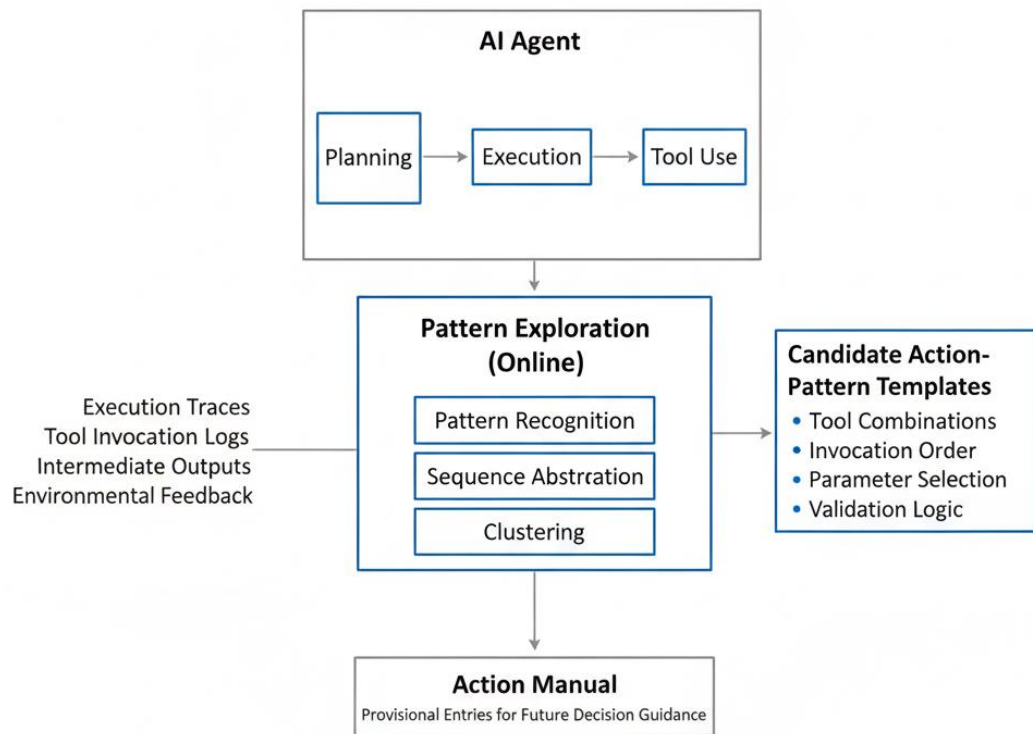 AI Agent
Planning
Execution
Tool Use
Pattern Exploration
(Online)
Pattern Recognition
Sequence Abstraction
Clustering
Execution Traces
Tool Invocation Logs
Intermediate Outputs
Environmental Feedback
Candidate Action-
Pattern Templates
• Tool Combinations
• Invocation Order
• Parameter Selection
• Validation Logic
Action Manual
Provisional Entries for Future Decision Guidance